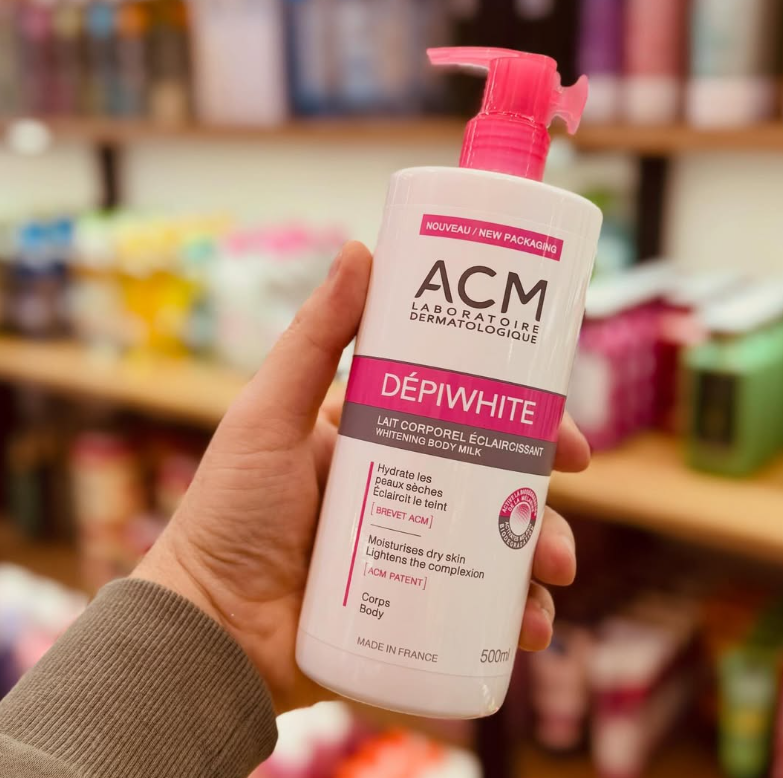 NOUVEAU / NEW PACKAGING
ACM
LABORATOIRE
DERMATOLOGIQUE
DÉPIWHITE
LAIT CORPOREL ÉCLAIRCISSANT
WHITENING BODY MILK
Hydrate les
peaux sèches
Éclaircit le teint
[BREVET ACM]
Moisturises dry skin
Lightens the complexion
[ACM PATENT]
Corps
Body
MADE IN FRANCE
500ml